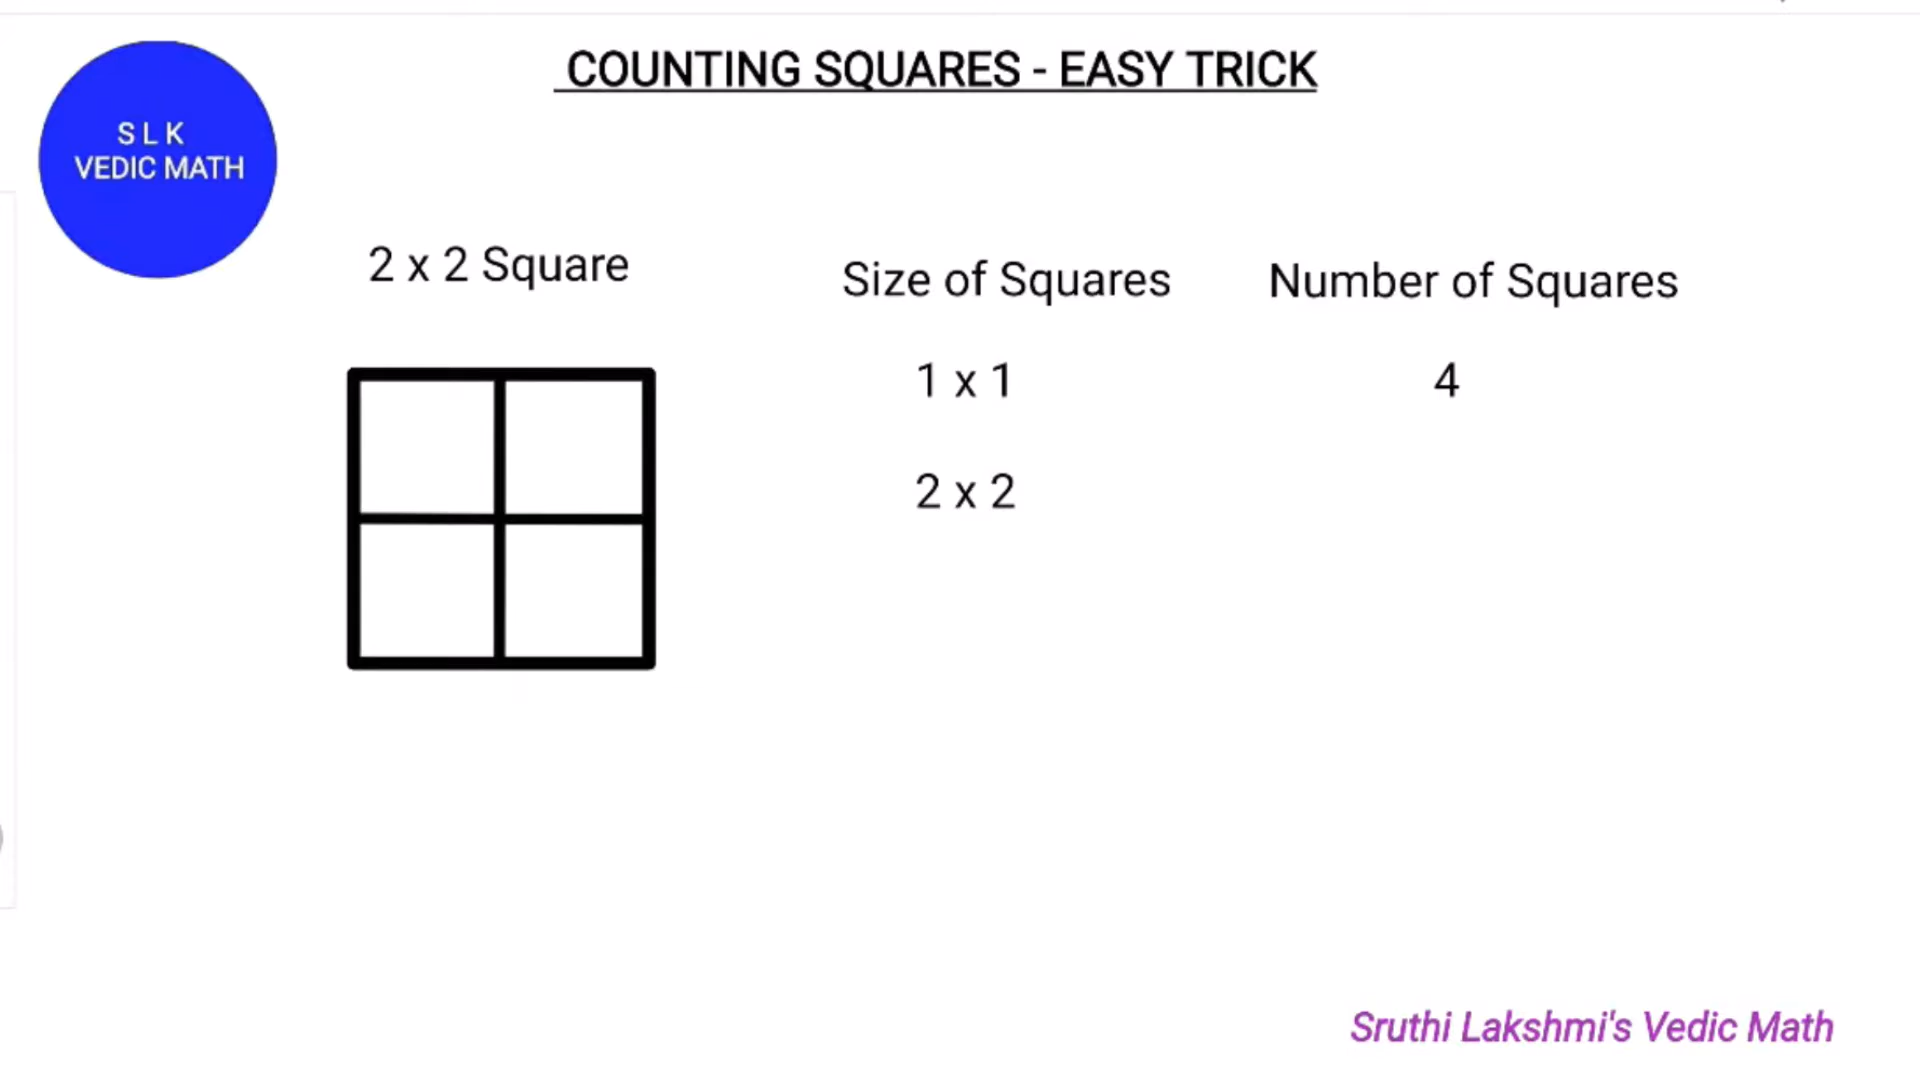 COUNTING SQUARES - EASY TRICK
S L K
VEDIC MATH
2 x 2 Square
Size of Squares
Number of Squares
1 x 1
4
2 x 2
Sruthi Lakshmi's Vedic Math